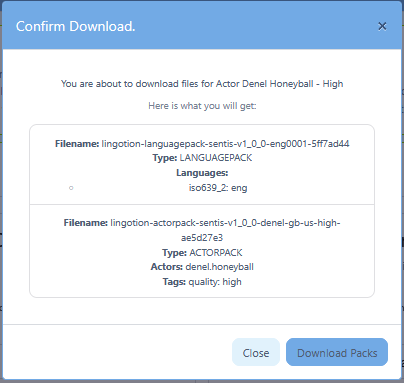 Confirm Download.
×
You are about to download files for Actor Denel Honeyball - High
Here is what you will get:
Filename: lingotion-languagepack-sentis-v1_0_0-eng0001-5ff7ad44
Type: LANGUAGEPACK
Languages:
iso639_2: eng
Filename: lingotion-actorpack-sentis-v1_0_0-denel-gb-us-high-
ae5d27e3
Type: ACTORPACK
Actors: denel.honeyball
Tags: quality: high
Close
Download Packs